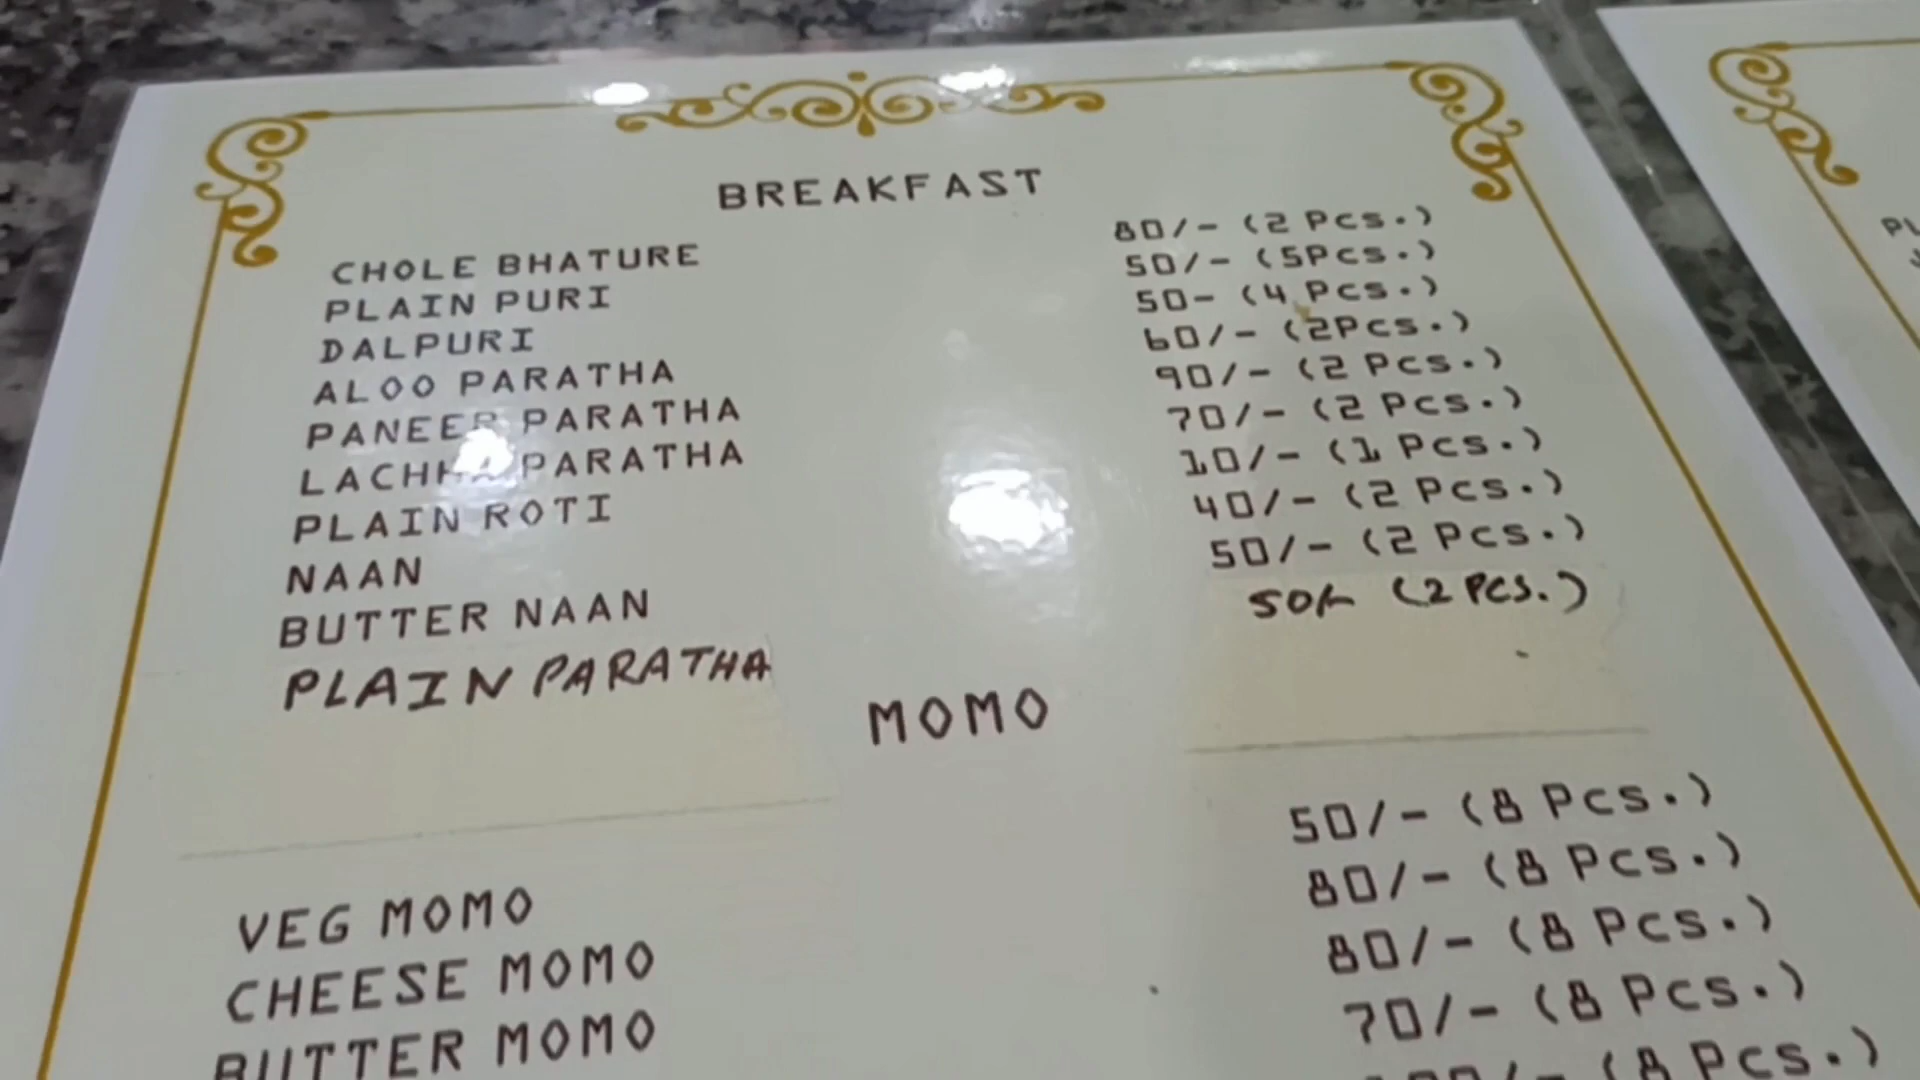 BREAKFAST
CHOLE BHATURE 80/- (2 Pcs.)
PLAIN PURI 50/- (5Pcs.)
DALPURI 50- (4 Pcs.)
ALOO PARATHA 60/- (2Pcs.)
PANEER PARATHA 90/- (2 Pcs.)
LACHHA PARATHA 70/- (2 Pcs.)
PLAIN ROTI 10/- (1 Pcs.)
NAAN 40/- (2 Pcs.)
BUTTER NAAN 50/- (2 Pcs.)
PLAIN PARATHA 50/- (2 PCS.)
MOMO
VEG MOMO 50/- (8 Pcs.)
CHEESE MOMO 80/- (8 Pcs.)
BUTTER MOMO 80/- (8 Pcs.)
70/- (8 Pcs.)
(8 Pcs.)